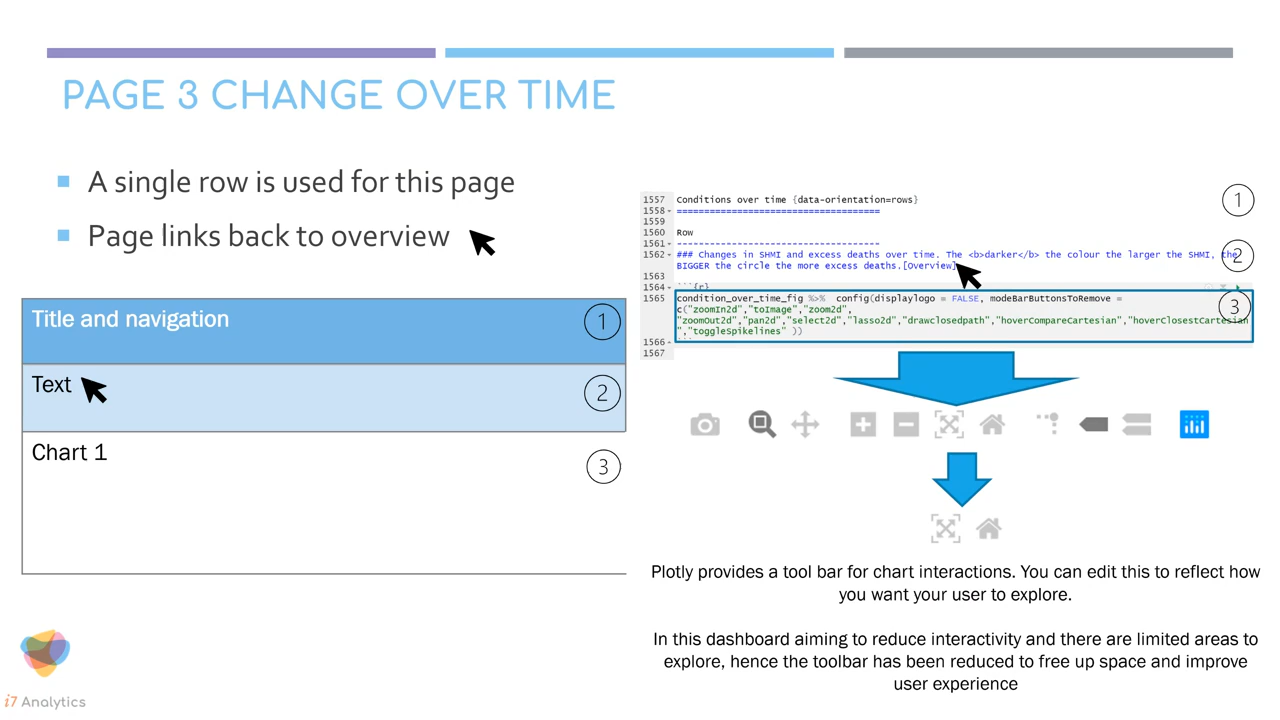 PAGE 3 CHANGE OVER TIME
A single row is used for this page
Page links back to overview
Title and navigation
1
Text
2
Chart 1
3
1557 Conditions over time {data-orientation=rows}
1
1558 =====================================
1559
1560 Row
1561 -------------------------------------
1562 ### Changes in SHMI and excess deaths over time. The <b>darker</b> the colour the larger the SHMI, the
2
BIGGER the circle the more excess deaths.[Overview]
1563
1564 ```{r}
1565 condition_over_time_fig %>% config(displaylogo = FALSE, modeBarButtonsToRemove =
3
c("zoomIn2d","toImage","zoom2d",
"zoomOut2d","pan2d","select2d","lasso2d","drawclosedpath","hoverCompareCartesian","hoverClosestCartesian
","toggleSpikelines" ))
1566 ```
1567
Plotly provides a tool bar for chart interactions. You can edit this to reflect how
you want your user to explore.
In this dashboard aiming to reduce interactivity and there are limited areas to
explore, hence the toolbar has been reduced to free up space and improve
user experience
i7 Analytics